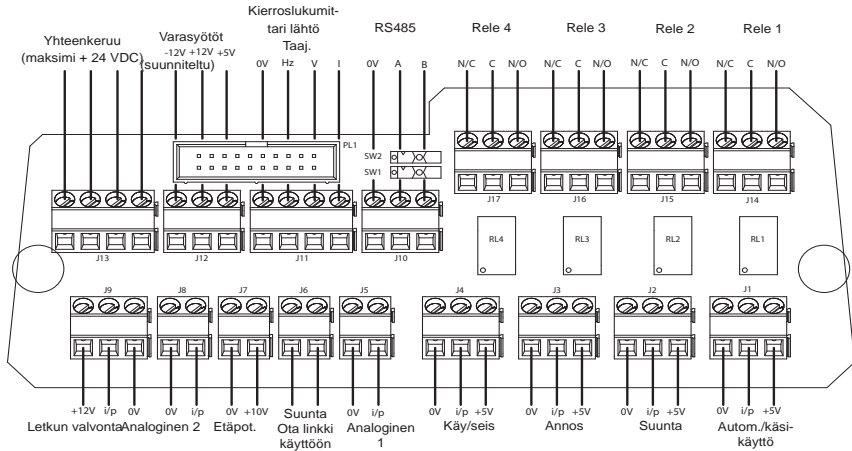 Yhteenkeruu
(maksimi + 24 VDC)
Varasyötöt
-12V +12V +5V
(suunniteltu)
Kierroslukumit-
tari lähtö
Taaj.
0V Hz V I
RS485
0V A B
Rele 4
N/C C N/O
Rele 3
N/C C N/O
Rele 2
N/C C N/O
Rele 1
N/C C N/O
PL1
SW2
SW1
J17 J16 J15 J14
J13 J12 J11 J10
RL4 RL3 RL2 RL1
J9 J8 J7 J6 J5 J4 J3 J2 J1
+12V i/p 0V
Letkun valvonta
0V i/p
Analoginen 2
0V +10V
Etäpot.
Suunta
Ota linkki
käyttöön
0V i/p
Analoginen
1
0V i/p +5V
Käy/seis
0V i/p +5V
Annos
0V i/p +5V
Suunta
0V i/p +5V
Autom./käsi-
käyttö